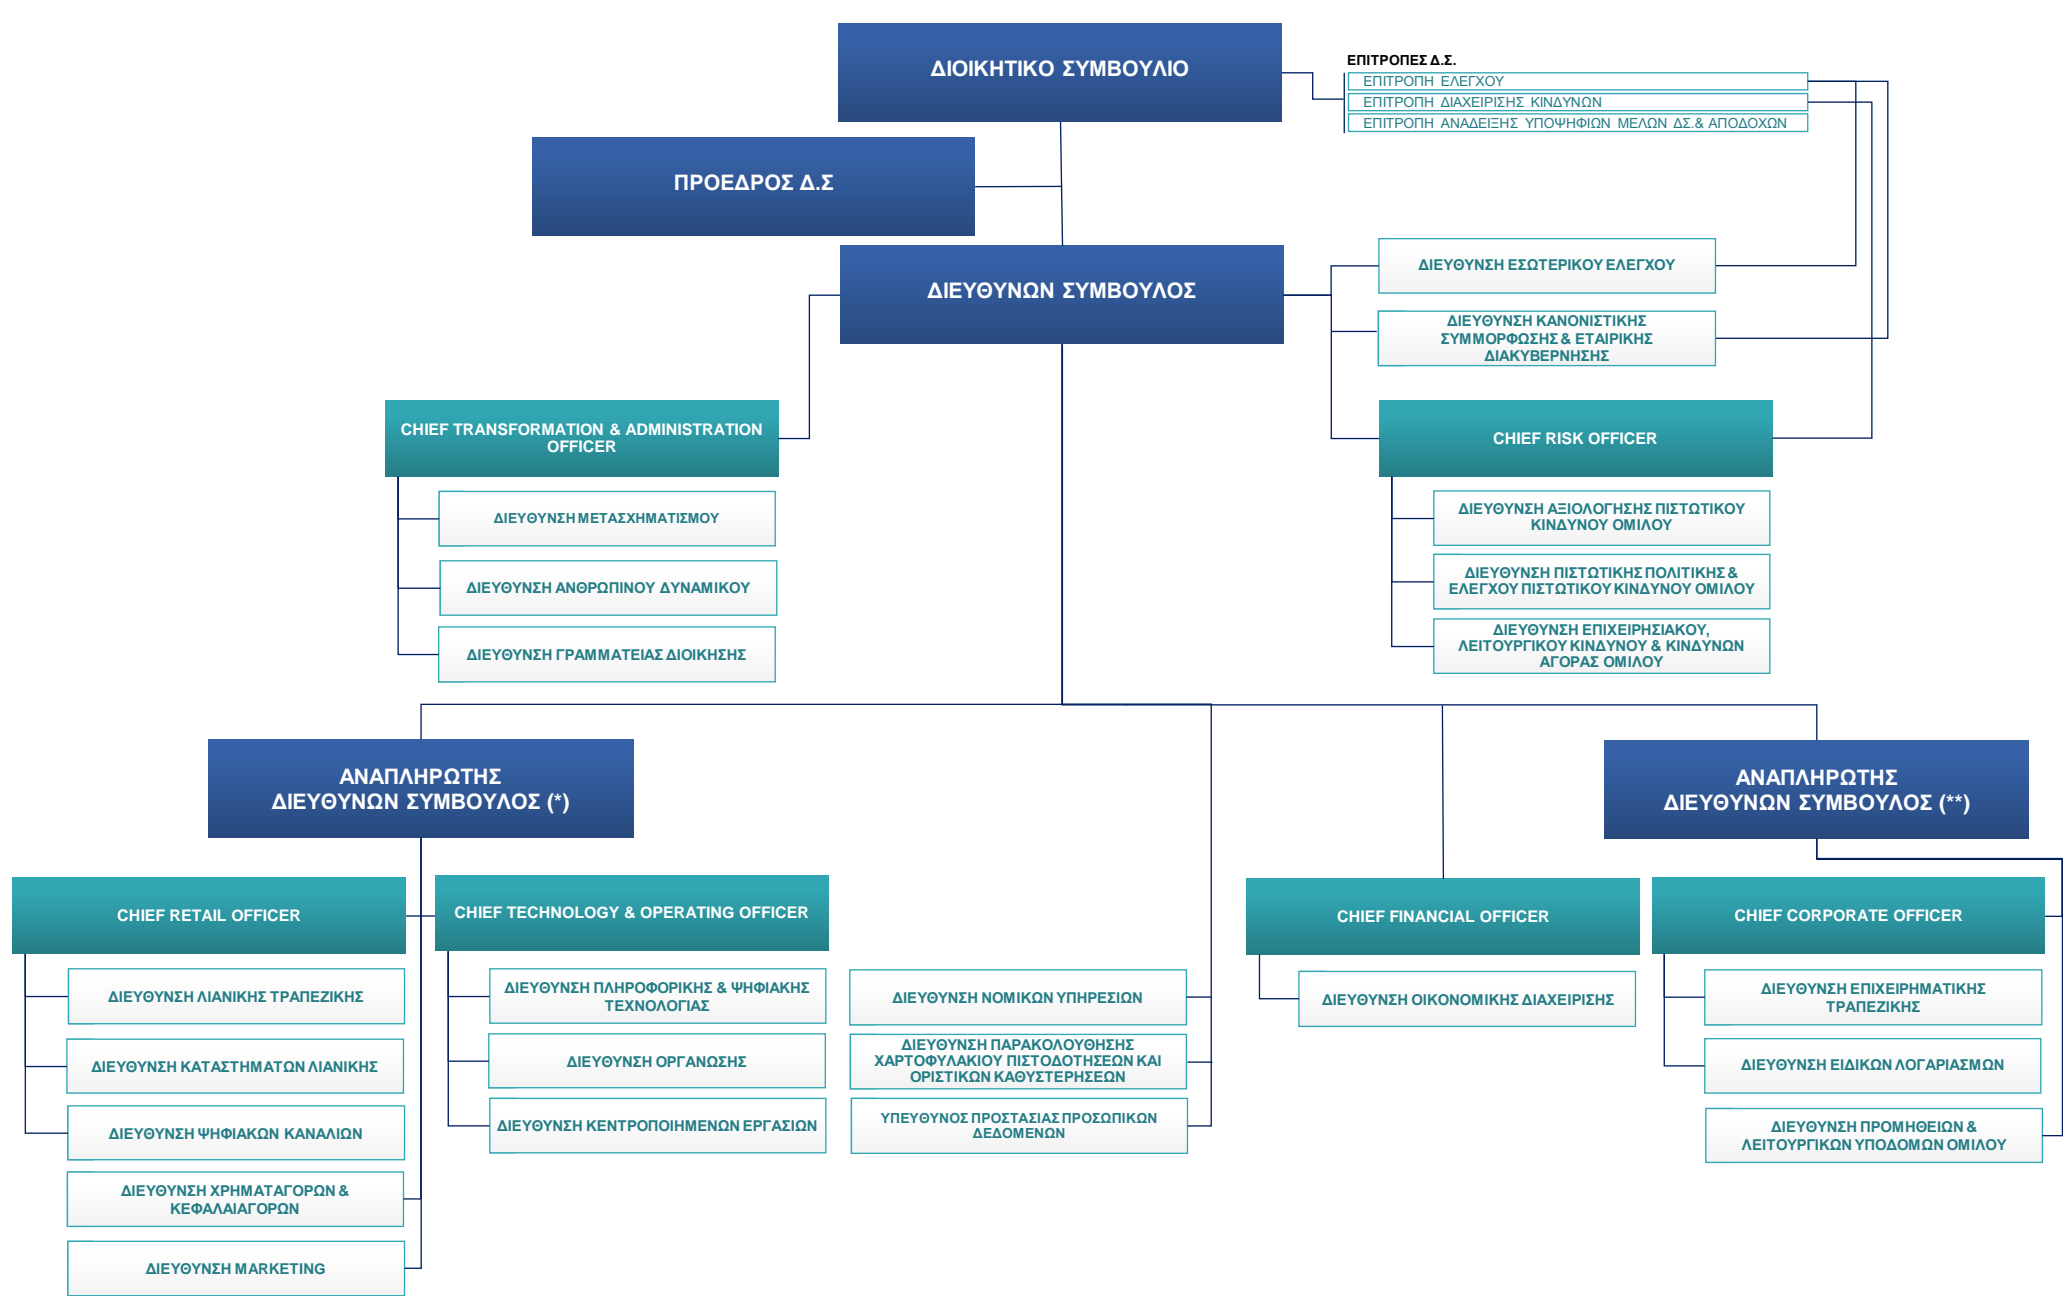 ΔΙΟΙΚΗΤΙΚΟ ΣΥΜΒΟΥΛΙΟ
ΕΠΙΤΡΟΠΕΣ Δ.Σ.
ΕΠΙΤΡΟΠΗ ΕΛΕΓΧΟΥ
ΕΠΙΤΡΟΠΗ ΔΙΑΧΕΙΡΙΣΗΣ ΚΙΝΔΥΝΩΝ
ΕΠΙΤΡΟΠΗ ΑΝΑΔΕΙΞΗΣ ΥΠΟΨΗΦΙΩΝ ΜΕΛΩΝ ΔΣ.& ΑΠΟΔΟΧΩΝ
ΠΡΟΕΔΡΟΣ Δ.Σ
ΔΙΕΥΘΥΝΩΝ ΣΥΜΒΟΥΛΟΣ
ΔΙΕΥΘΥΝΣΗ ΕΣΩΤΕΡΙΚΟΥ ΕΛΕΓΧΟΥ
ΔΙΕΥΘΥΝΣΗ ΚΑΝΟΝΙΣΤΙΚΗΣ
ΣΥΜΜΟΡΦΩΣΗΣ & ΕΤΑΙΡΙΚΗΣ
ΔΙΑΚΥΒΕΡΝΗΣΗΣ
CHIEF TRANSFORMATION & ADMINISTRATION
OFFICER
ΔΙΕΥΘΥΝΣΗ ΜΕΤΑΣΧΗΜΑΤΙΣΜΟΥ
ΔΙΕΥΘΥΝΣΗ ΑΝΘΡΩΠΙΝΟΥ ΔΥΝΑΜΙΚΟΥ
ΔΙΕΥΘΥΝΣΗ ΓΡΑΜΜΑΤΕΙΑΣ ΔΙΟΙΚΗΣΗΣ
CHIEF RISK OFFICER
ΔΙΕΥΘΥΝΣΗ ΑΞΙΟΛΟΓΗΣΗΣ ΠΙΣΤΩΤΙΚΟΥ
ΚΙΝΔΥΝΟΥ ΟΜΙΛΟΥ
ΔΙΕΥΘΥΝΣΗ ΠΙΣΤΩΤΙΚΗΣ ΠΟΛΙΤΙΚΗΣ &
ΕΛΕΓΧΟΥ ΠΙΣΤΩΤΙΚΟΥ ΚΙΝΔΥΝΟΥ ΟΜΙΛΟΥ
ΔΙΕΥΘΥΝΣΗ ΕΠΙΧΕΙΡΗΣΙΑΚΟΥ,
ΛΕΙΤΟΥΡΓΙΚΟΥ ΚΙΝΔΥΝΟΥ & ΚΙΝΔΥΝΩΝ
ΑΓΟΡΑΣ ΟΜΙΛΟΥ
ΑΝΑΠΛΗΡΩΤΗΣ
ΔΙΕΥΘΥΝΩΝ ΣΥΜΒΟΥΛΟΣ (*)
ΑΝΑΠΛΗΡΩΤΗΣ
ΔΙΕΥΘΥΝΩΝ ΣΥΜΒΟΥΛΟΣ (**)
CHIEF RETAIL OFFICER
ΔΙΕΥΘΥΝΣΗ ΛΙΑΝΙΚΗΣ ΤΡΑΠΕΖΙΚΗΣ
ΔΙΕΥΘΥΝΣΗ ΚΑΤΑΣΤΗΜΑΤΩΝ ΛΙΑΝΙΚΗΣ
ΔΙΕΥΘΥΝΣΗ ΨΗΦΙΑΚΩΝ ΚΑΝΑΛΙΩΝ
ΔΙΕΥΘΥΝΣΗ ΧΡΗΜΑΤΑΓΟΡΩΝ &
ΚΕΦΑΛΑΙΑΓΟΡΩΝ
ΔΙΕΥΘΥΝΣΗ MARKETING
CHIEF TECHNOLOGY & OPERATING OFFICER
ΔΙΕΥΘΥΝΣΗ ΠΛΗΡΟΦΟΡΙΚΗΣ & ΨΗΦΙΑΚΗΣ
ΤΕΧΝΟΛΟΓΙΑΣ
ΔΙΕΥΘΥΝΣΗ ΟΡΓΑΝΩΣΗΣ
ΔΙΕΥΘΥΝΣΗ ΚΕΝΤΡΟΠΟΙΗΜΕΝΩΝ ΕΡΓΑΣΙΩΝ
ΔΙΕΥΘΥΝΣΗ ΝΟΜΙΚΩΝ ΥΠΗΡΕΣΙΩΝ
ΔΙΕΥΘΥΝΣΗ ΠΑΡΑΚΟΛΟΥΘΗΣΗΣ
ΧΑΡΤΟΦΥΛΑΚΙΟΥ ΠΙΣΤΟΔΟΤΗΣΕΩΝ ΚΑΙ
ΟΡΙΣΤΙΚΩΝ ΚΑΘΥΣΤΕΡΗΣΕΩΝ
ΥΠΕΥΘΥΝΟΣ ΠΡΟΣΤΑΣΙΑΣ ΠΡΟΣΩΠΙΚΩΝ
ΔΕΔΟΜΕΝΩΝ
CHIEF FINANCIAL OFFICER
ΔΙΕΥΘΥΝΣΗ ΟΙΚΟΝΟΜΙΚΗΣ ΔΙΑΧΕΙΡΙΣΗΣ
CHIEF CORPORATE OFFICER
ΔΙΕΥΘΥΝΣΗ ΕΠΙΧΕΙΡΗΜΑΤΙΚΗΣ
ΤΡΑΠΕΖΙΚΗΣ
ΔΙΕΥΘΥΝΣΗ ΕΙΔΙΚΩΝ ΛΟΓΑΡΙΑΣΜΩΝ
ΔΙΕΥΘΥΝΣΗ ΠΡΟΜΗΘΕΙΩΝ &
ΛΕΙΤΟΥΡΓΙΚΩΝ ΥΠΟΔΟΜΩΝ ΟΜΙΛΟΥ